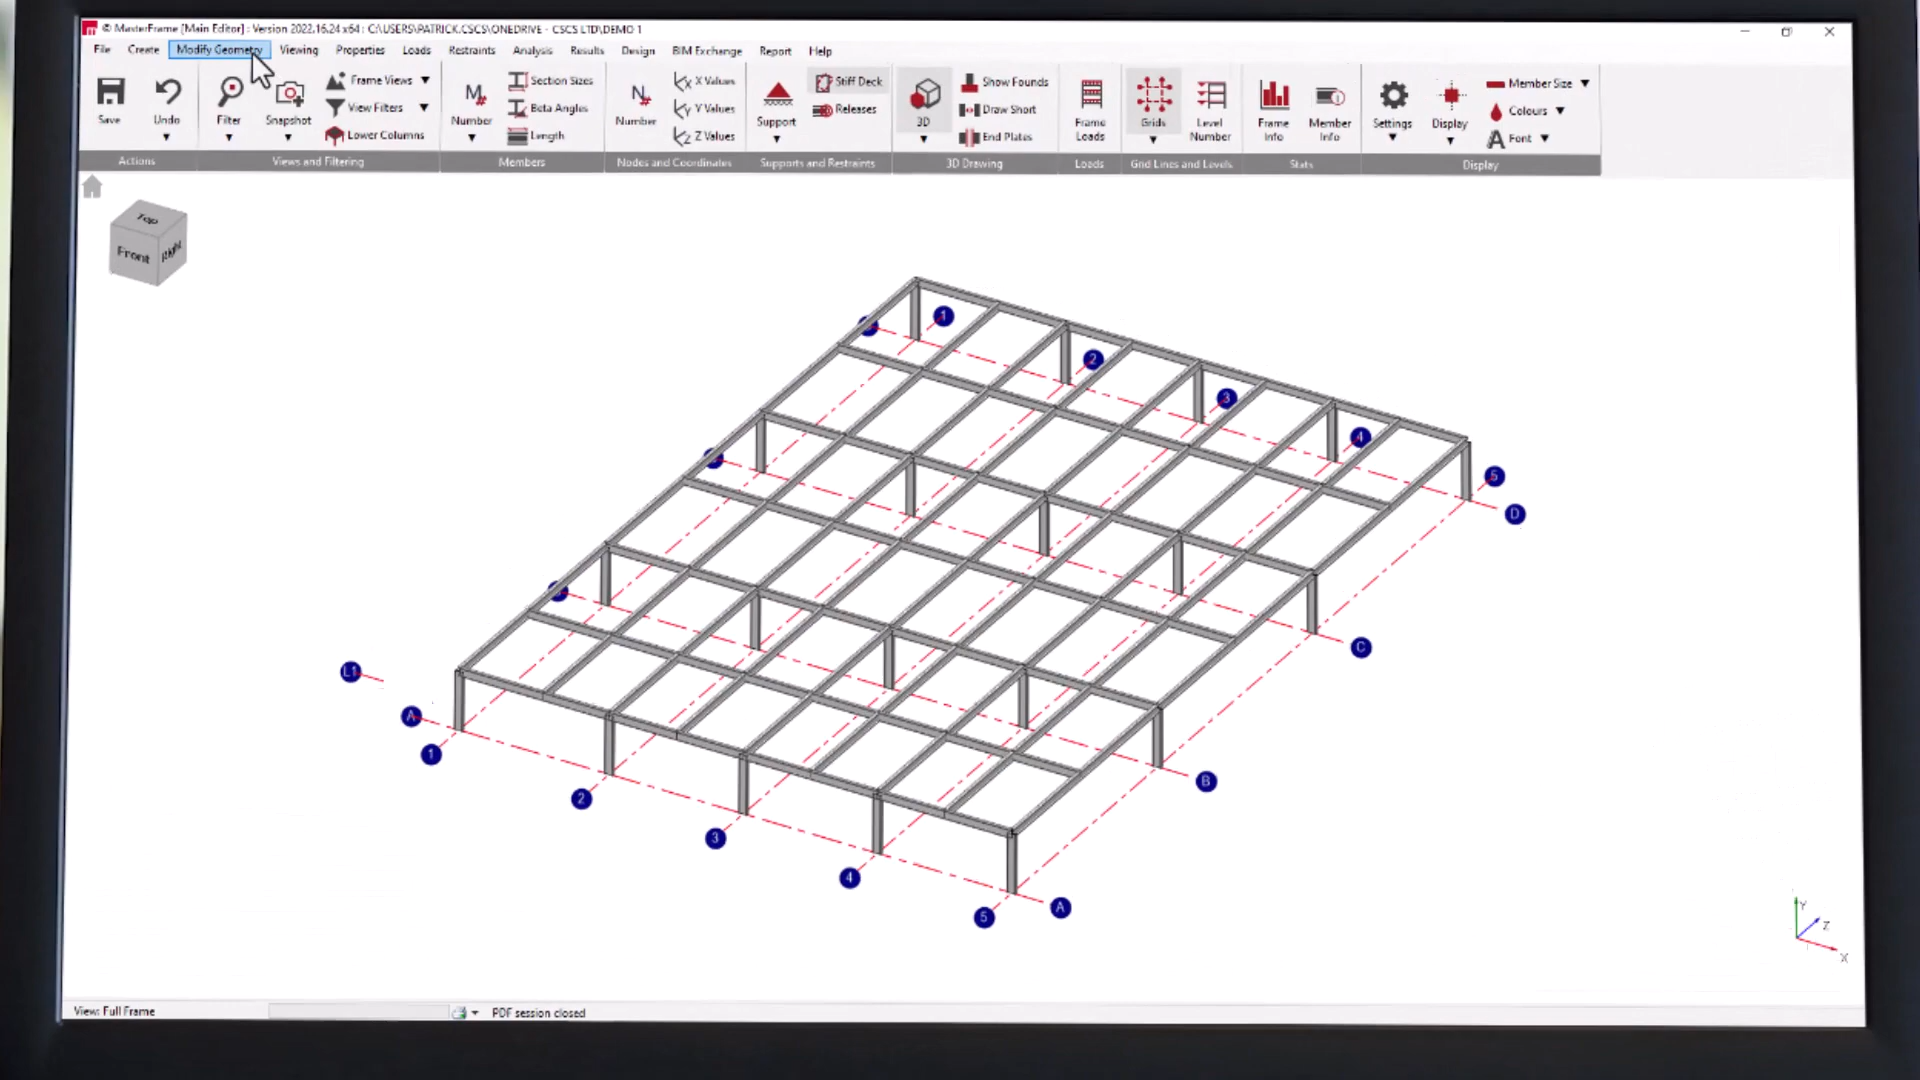 © MasterFrame [Main Editor] : Version 2022.16.24 x64 : C:\USERS\PATRICK.CSCS\ONEDRIVE - CSCS LTD\DEMO 1
File Create Modify Geometry Viewing Properties Loads Restraints Analysis Results Design BIM Exchange Report Help
Save
Undo
Actions
Filter
Snapshot
Frame Views
View Filters
Lower Columns
Views and Filtering
M#
Number
Section Sizes
Beta Angles
Length
Members
N#
Number
X Values
Y Values
Z Values
Nodes and Coordinates
Support
Stiff Deck
Releases
Supports and Restraints
3D
Show Founds
Draw Short
End Plates
3D Drawing
Frame
Loads
Loads
Grids
Level
Number
Grid Lines and Levels
Frame
Info
Member
Info
Stats
Settings
Display
Member Size
Colours
A Font
Display
Top
Front
Right
1
2
3
4
5
D
C
L1
A
1
B
2
3
4
5
A
Y
Z
X
View: Full Frame
PDF session closed